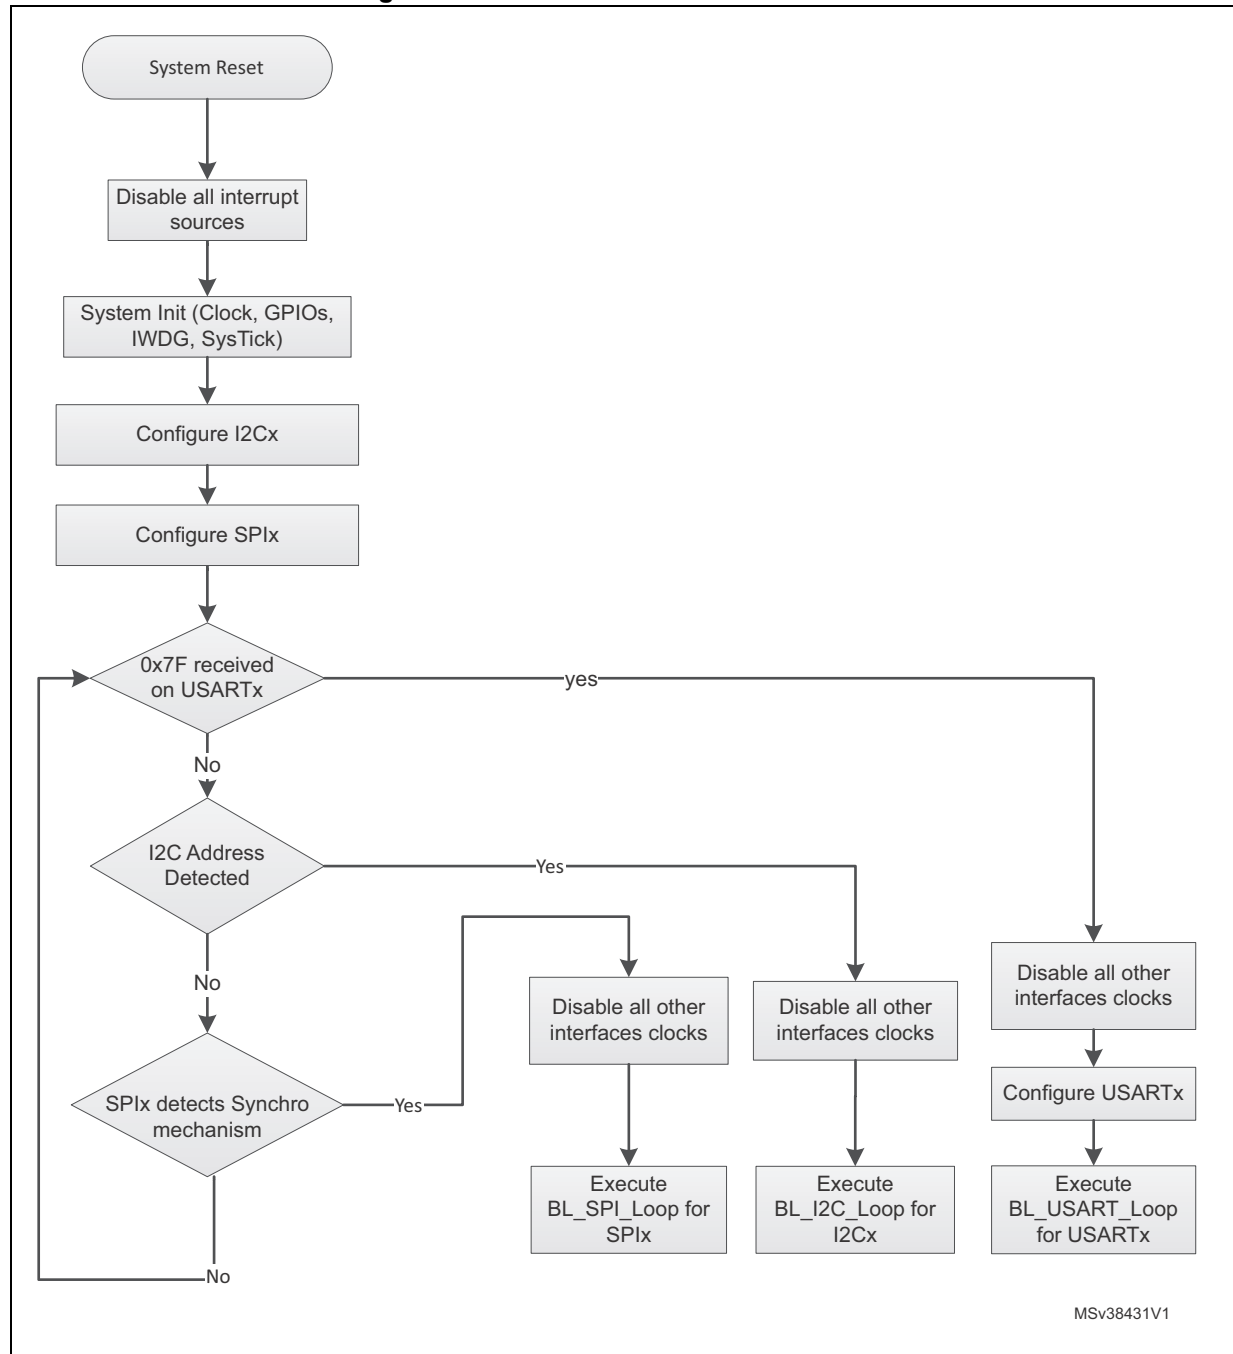 System Reset
Disable all interrupt
sources
System Init (Clock, GPIOs,
IWDG, SysTick)
Configure I2Cx
Configure SPIx
0x7F received
on USARTx
yes
No
I2C Address
Detected
Yes
No
Disable all other
interfaces clocks
Disable all other
interfaces clocks
Disable all other
interfaces clocks
SPIx detects Synchro
mechanism
Yes
Configure USARTx
Execute
BL_SPI_Loop for
SPIx
Execute
BL_I2C_Loop for
I2Cx
Execute
BL_USART_Loop
for USARTx
No
MSv38431V1